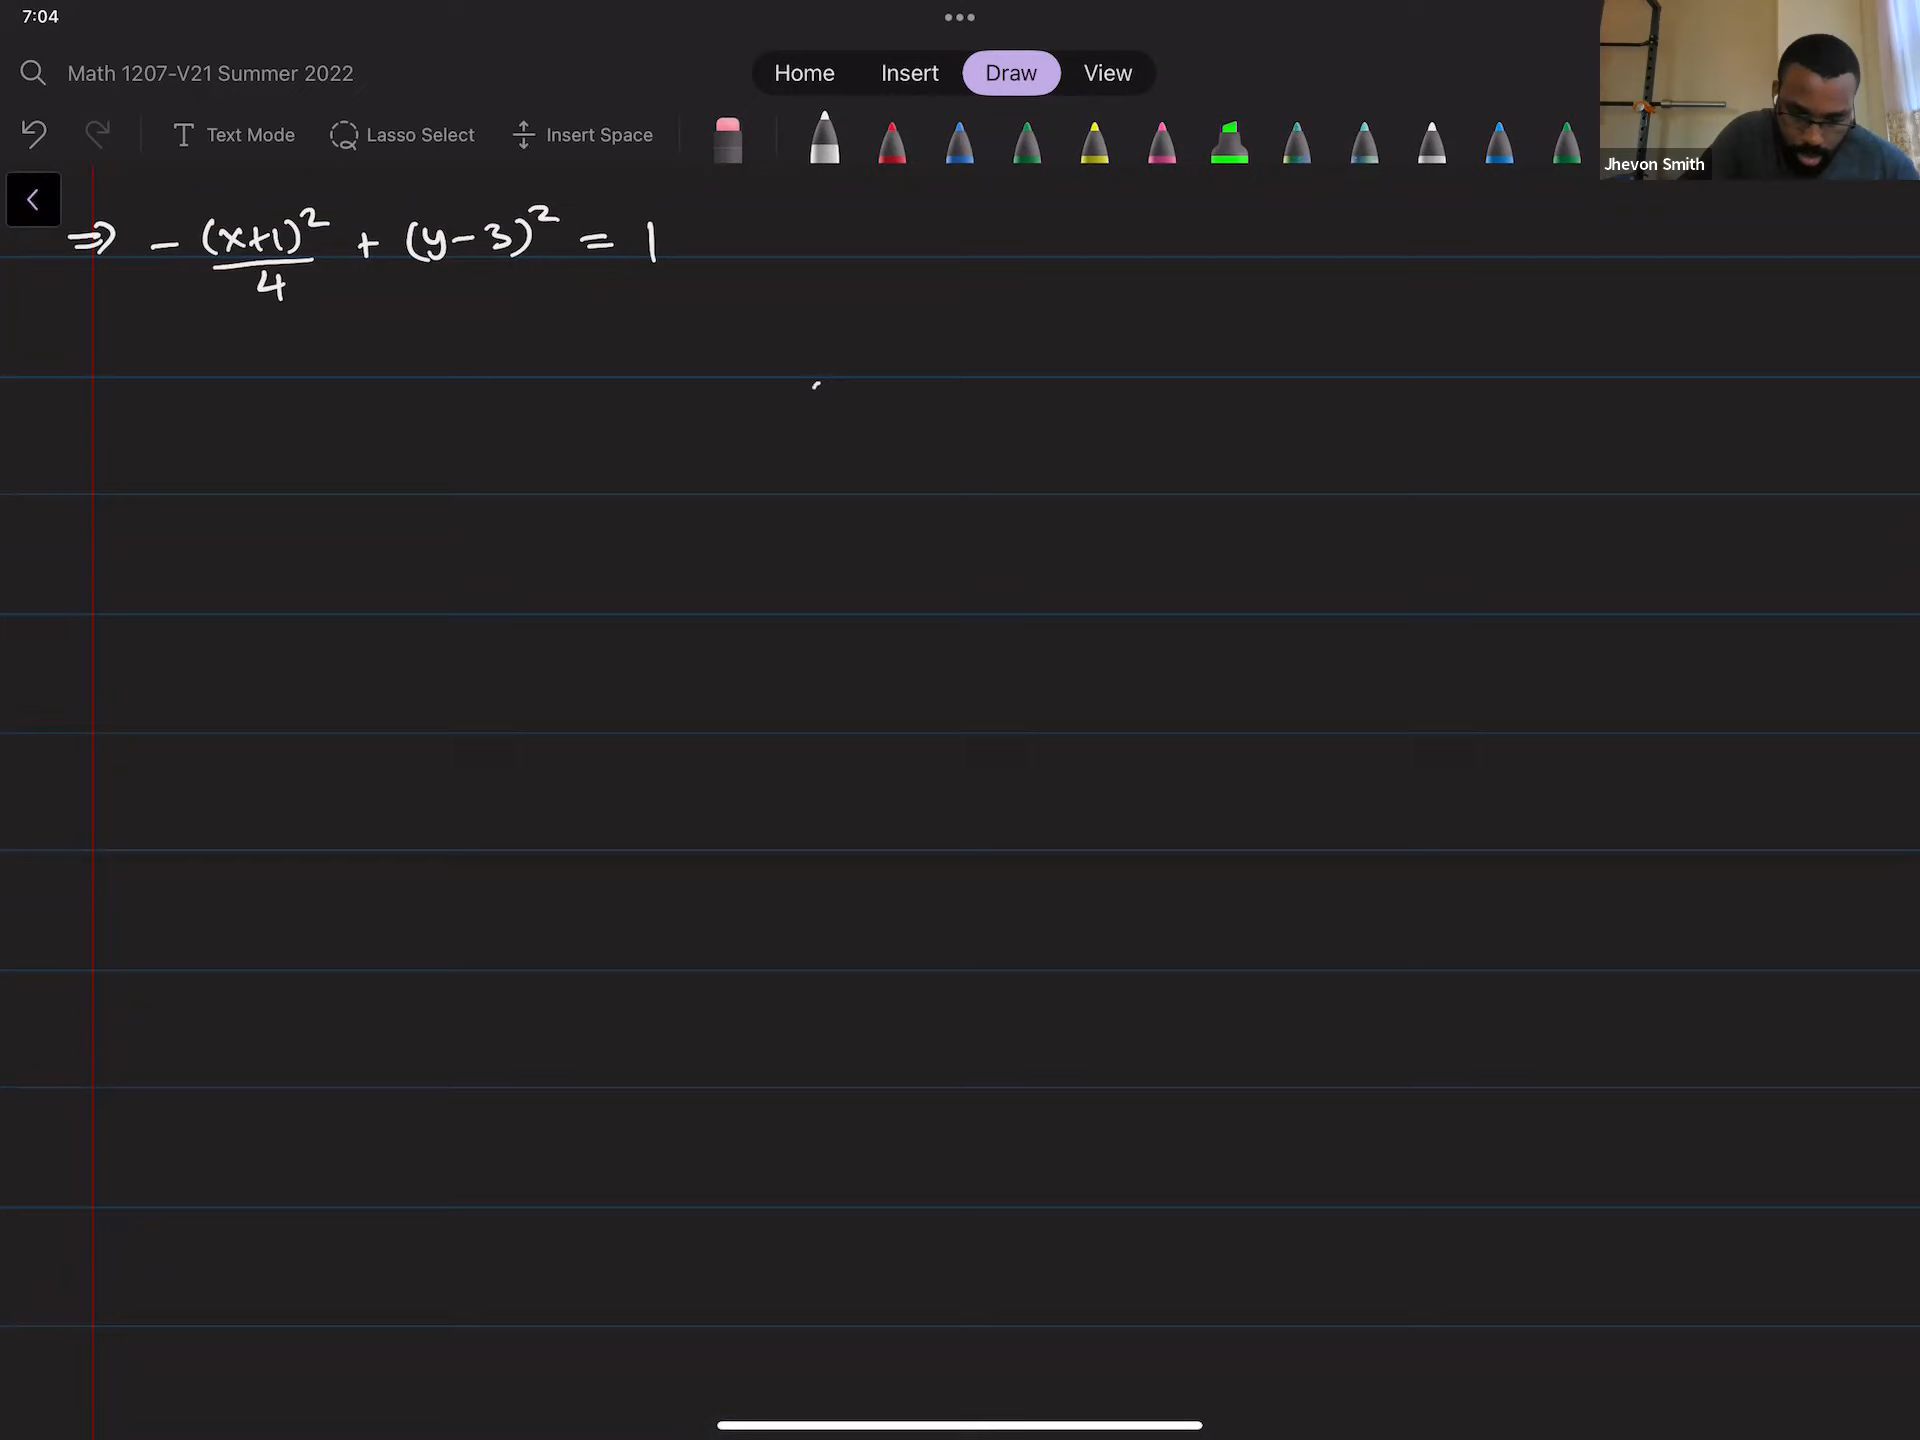 7:04
Math 1207-V21 Summer 2022
Home Insert Draw View
Text Mode Lasso Select Insert Space
Jhevon Smith
⇒ -(x+1)²/4 + (y-3)² = 1